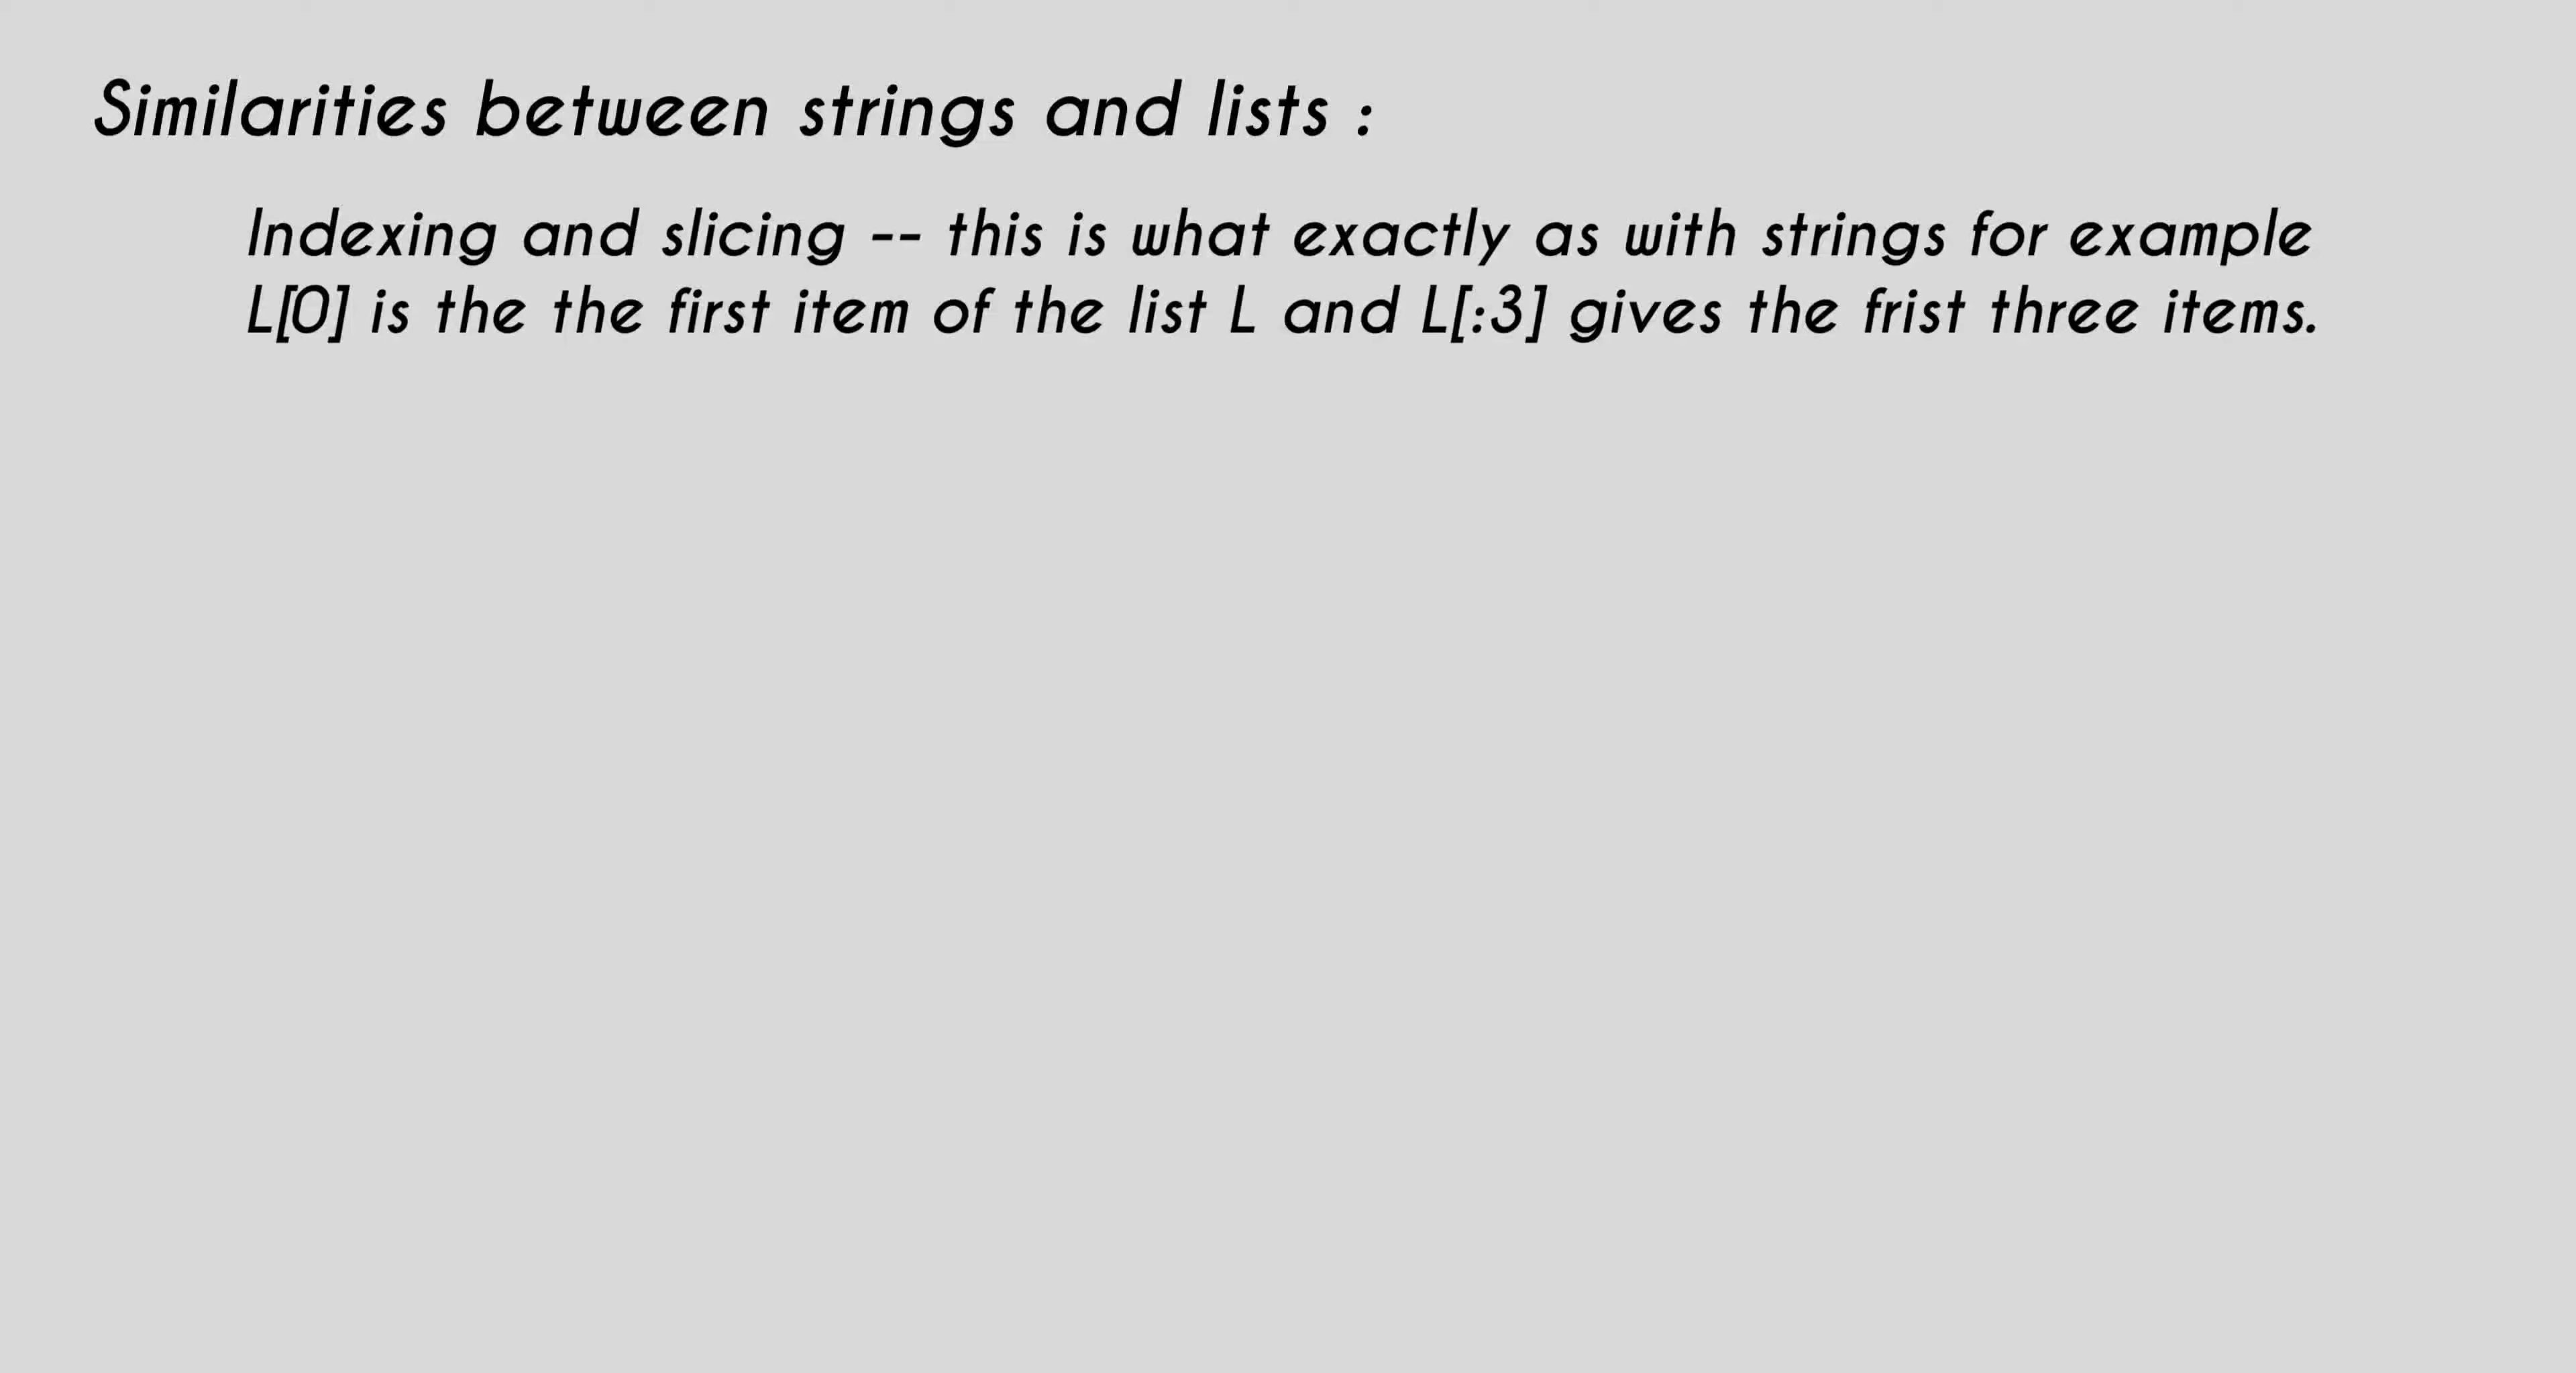 Similarities between strings and lists :
Indexing and slicing -- this is what exactly as with strings for example
L[0] is the the first item of the list L and L[:3] gives the frist three items.